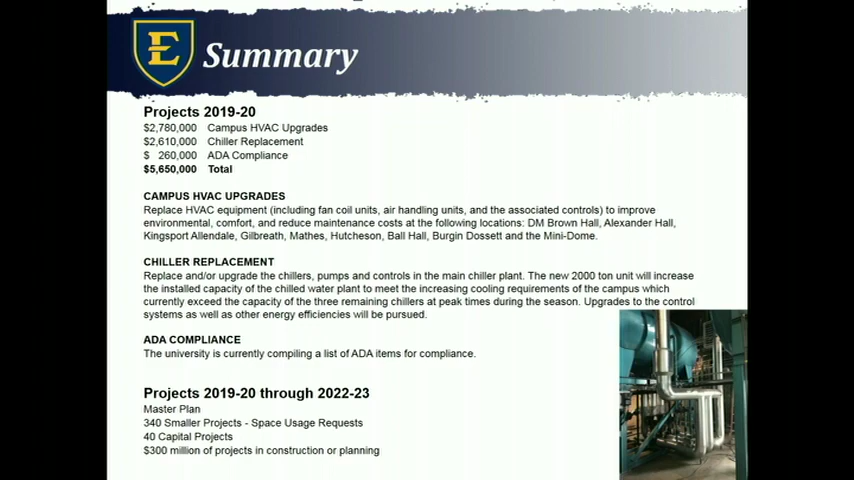 E
Summary
Projects 2019-20
$2,780,000 Campus HVAC Upgrades
$2,610,000 Chiller Replacement
$ 260,000 ADA Compliance
$5,650,000 Total
CAMPUS HVAC UPGRADES
Replace HVAC equipment (including fan coil units, air handling units, and the associated controls) to improve
environmental, comfort, and reduce maintenance costs at the following locations: DM Brown Hall, Alexander Hall,
Kingsport Allendale, Gilbreath, Mathes, Hutcheson, Ball Hall, Burgin Dossett and the Mini-Dome.
CHILLER REPLACEMENT
Replace and/or upgrade the chillers, pumps and controls in the main chiller plant. The new 2000 ton unit will increase
the installed capacity of the chilled water plant to meet the increasing cooling requirements of the campus which
currently exceed the capacity of the three remaining chillers at peak times during the season. Upgrades to the control
systems as well as other energy efficiencies will be pursued.
ADA COMPLIANCE
The university is currently compiling a list of ADA items for compliance.
Projects 2019-20 through 2022-23
Master Plan
340 Smaller Projects - Space Usage Requests
40 Capital Projects
$300 million of projects in construction or planning